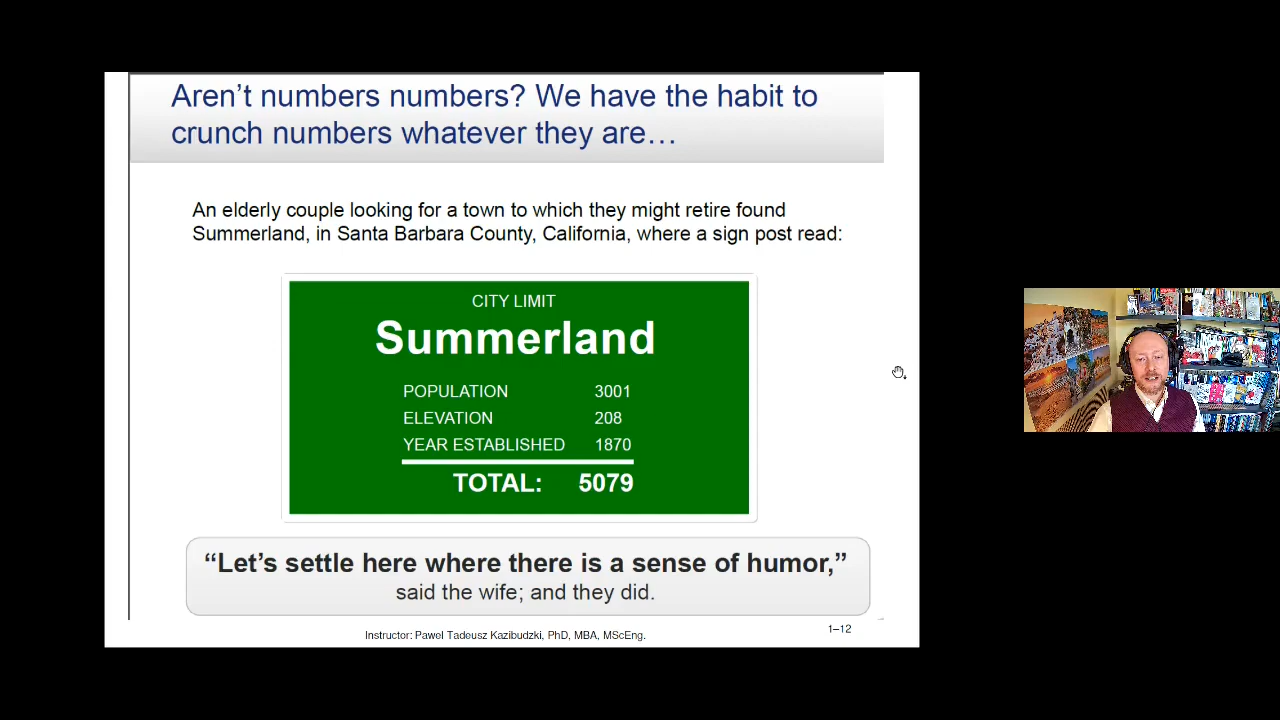 Aren’t numbers numbers? We have the habit to
crunch numbers whatever they are…
An elderly couple looking for a town to which they might retire found
Summerland, in Santa Barbara County, California, where a sign post read:
CITY LIMIT
Summerland
POPULATION 3001
ELEVATION 208
YEAR ESTABLISHED 1870
TOTAL: 5079
“Let’s settle here where there is a sense of humor,”
said the wife; and they did.
1–12
Instructor: Pawel Tadeusz Kazibudzki, PhD, MBA, MScEng.